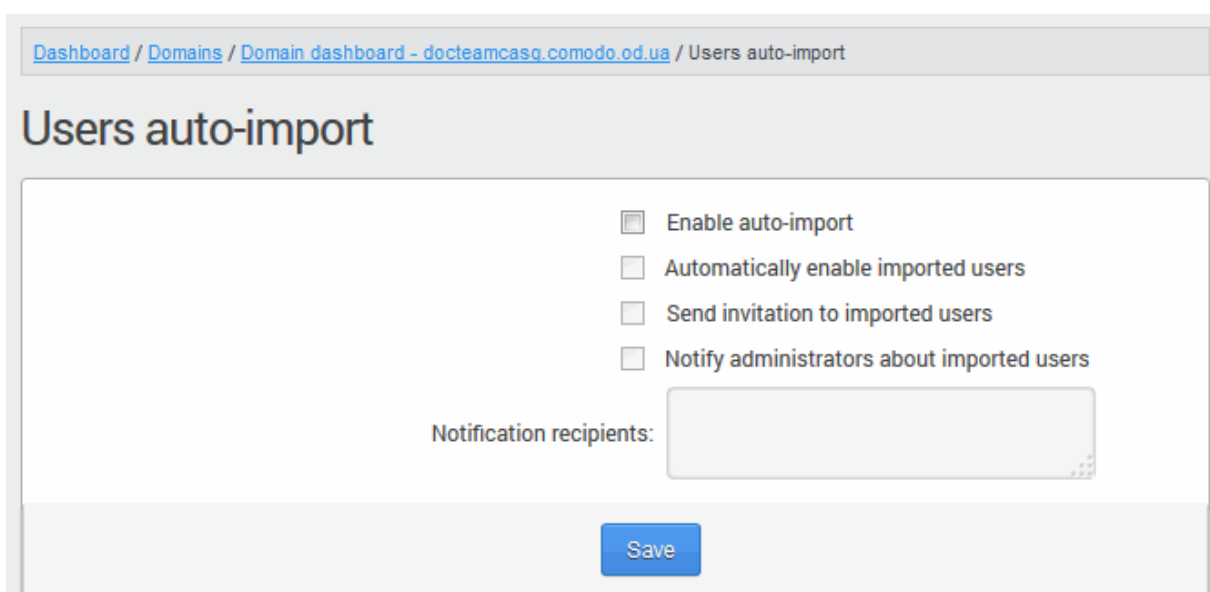 Dashboard / Domains / Domain dashboard - docteamcasq.comodo.od.ua / Users auto-import
Users auto-import
Enable auto-import
Automatically enable imported users
Send invitation to imported users
Notify administrators about imported users
Notification recipients:
Save